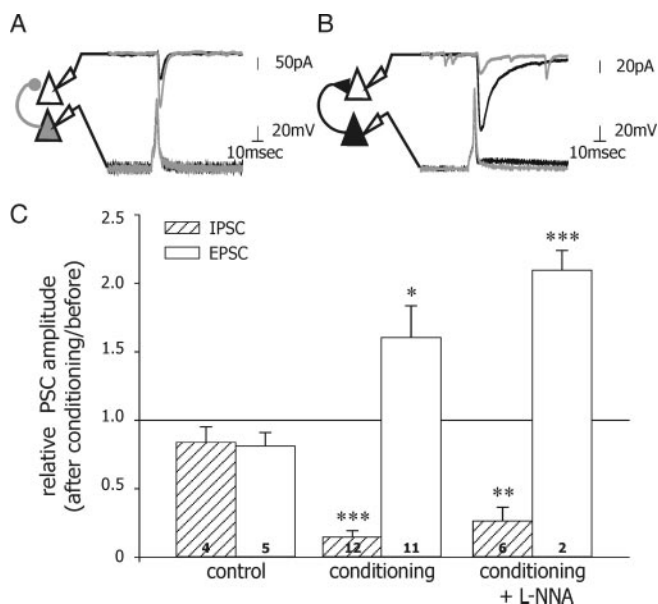 A
50pA
20mV
10msec
B
20pA
20mV
10msec
C
IPSC
EPSC
relative PSC amplitude
(after conditioning/before)
2.5
2.0
1.5
1.0
0.5
0
*
***
***
**
4
5
12
11
6
2
control
conditioning
conditioning
+ L-NNA